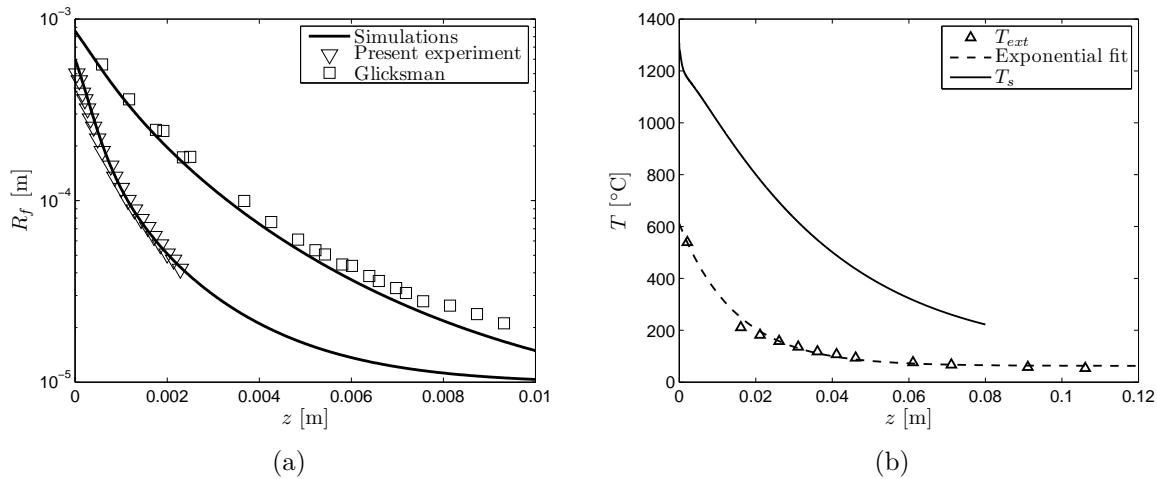 10⁻³
10⁻⁴
10⁻⁵
R_f [m]
Simulations
Present experiment
Glicksman
0 0.002 0.004 0.006 0.008 0.01
z [m]
(a)
1400
1200
1000
800
600
400
200
0
T [°C]
T_ext
Exponential fit
T_s
0 0.02 0.04 0.06 0.08 0.1 0.12
z [m]
(b)